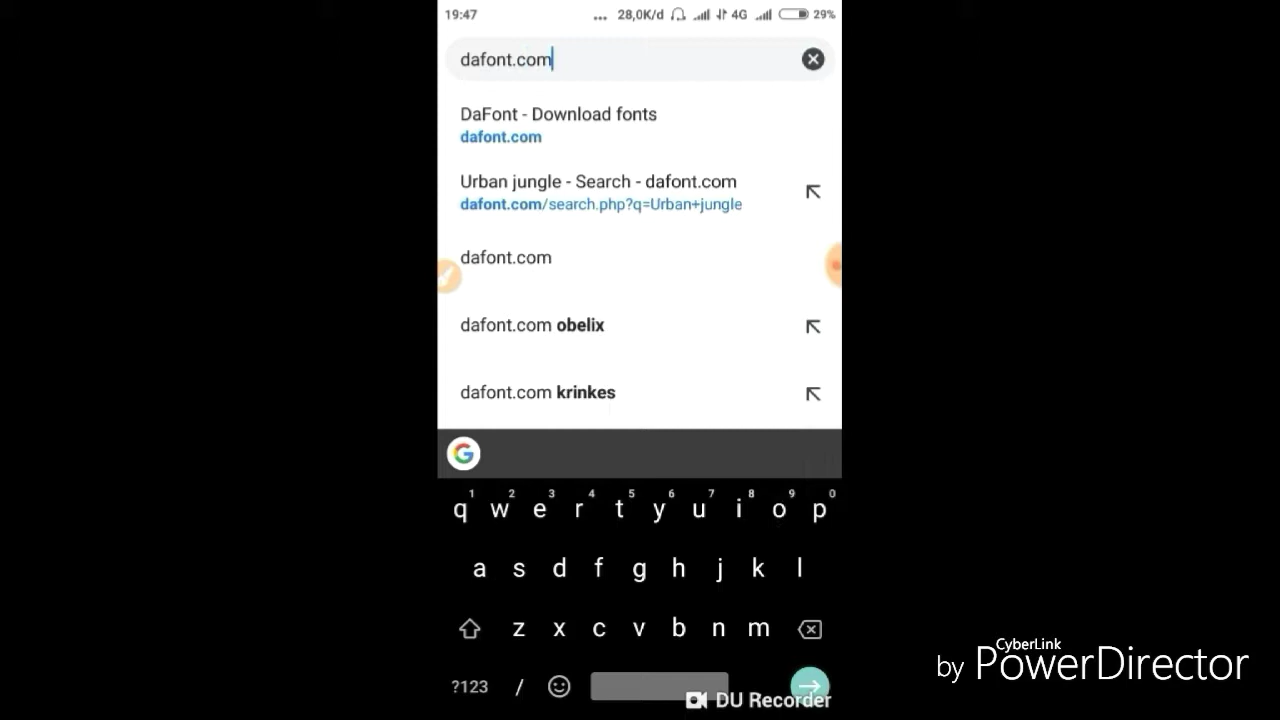 19:47 ... 28,0K/d 4G 29%
dafont.com
DaFont - Download fonts
dafont.com
Urban jungle - Search - dafont.com
dafont.com/search.php?q=Urban+jungle
dafont.com
dafont.com obelix
dafont.com krinkes
G
1 2 3 4 5 6 7 8 9 0
q w e r t y u i o p
a s d f g h j k l
z x c v b n m
?123 /
DU Recorder
CyberLink
by PowerDirector